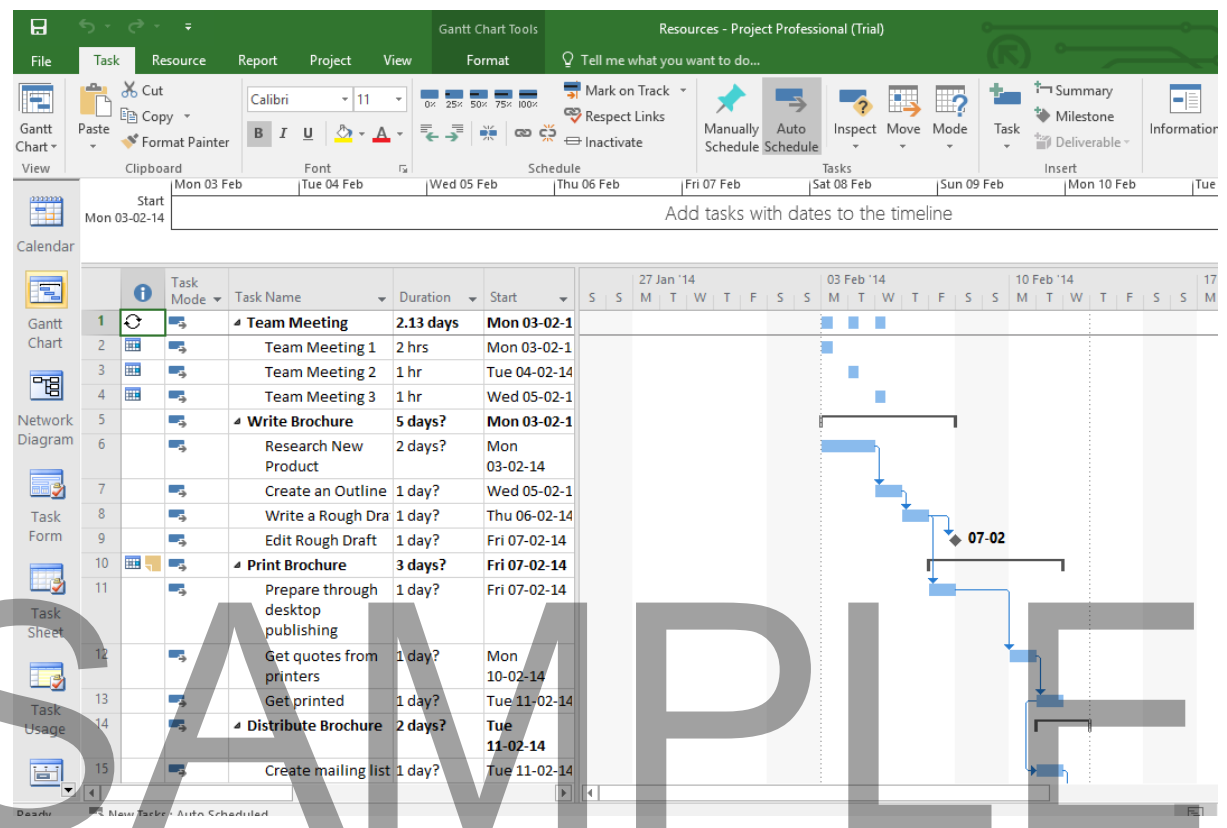 Gantt Chart Tools
Resources - Project Professional (Trial)
File Task Resource Report Project View Format Tell me what you want to do...
Cut
Copy
Format Painter
Paste
Calibri 11
B I U A
0% 25% 50% 75% 100%
Mark on Track
Respect Links
Inactivate
Manually Schedule
Auto Schedule
Inspect Move Mode
Task
Summary
Milestone
Deliverable
Information
Gantt Chart
View Clipboard Font Schedule Tasks Insert
Mon 03 Feb Tue 04 Feb Wed 05 Feb Thu 06 Feb Fri 07 Feb Sat 08 Feb Sun 09 Feb Mon 10 Feb Tue
Start
Mon 03-02-14
Add tasks with dates to the timeline
Calendar
Gantt Chart
Network Diagram
Task Form
Task Sheet
Task Usage
Task Mode Task Name Duration Start
27 Jan '14 03 Feb '14 10 Feb '14 17
S S M T W T F S S M T W T F S S M T W T F S S M
1 Team Meeting 2.13 days Mon 03-02-1
2 Team Meeting 1 2 hrs Mon 03-02-1
3 Team Meeting 2 1 hr Tue 04-02-14
4 Team Meeting 3 1 hr Wed 05-02-1
5 Write Brochure 5 days? Mon 03-02-1
6 Research New Product 2 days? Mon 03-02-14
7 Create an Outline 1 day? Wed 05-02-1
8 Write a Rough Dra 1 day? Thu 06-02-14
9 Edit Rough Draft 1 day? Fri 07-02-14
07-02
10 Print Brochure 3 days? Fri 07-02-14
11 Prepare through desktop publishing 1 day? Fri 07-02-14
12 Get quotes from printers 1 day? Mon 10-02-14
13 Get printed 1 day? Tue 11-02-14
14 Distribute Brochure 2 days? Tue 11-02-14
15 Create mailing list 1 day? Tue 11-02-14
Ready New Tasks : Auto Scheduled
SAMPLE